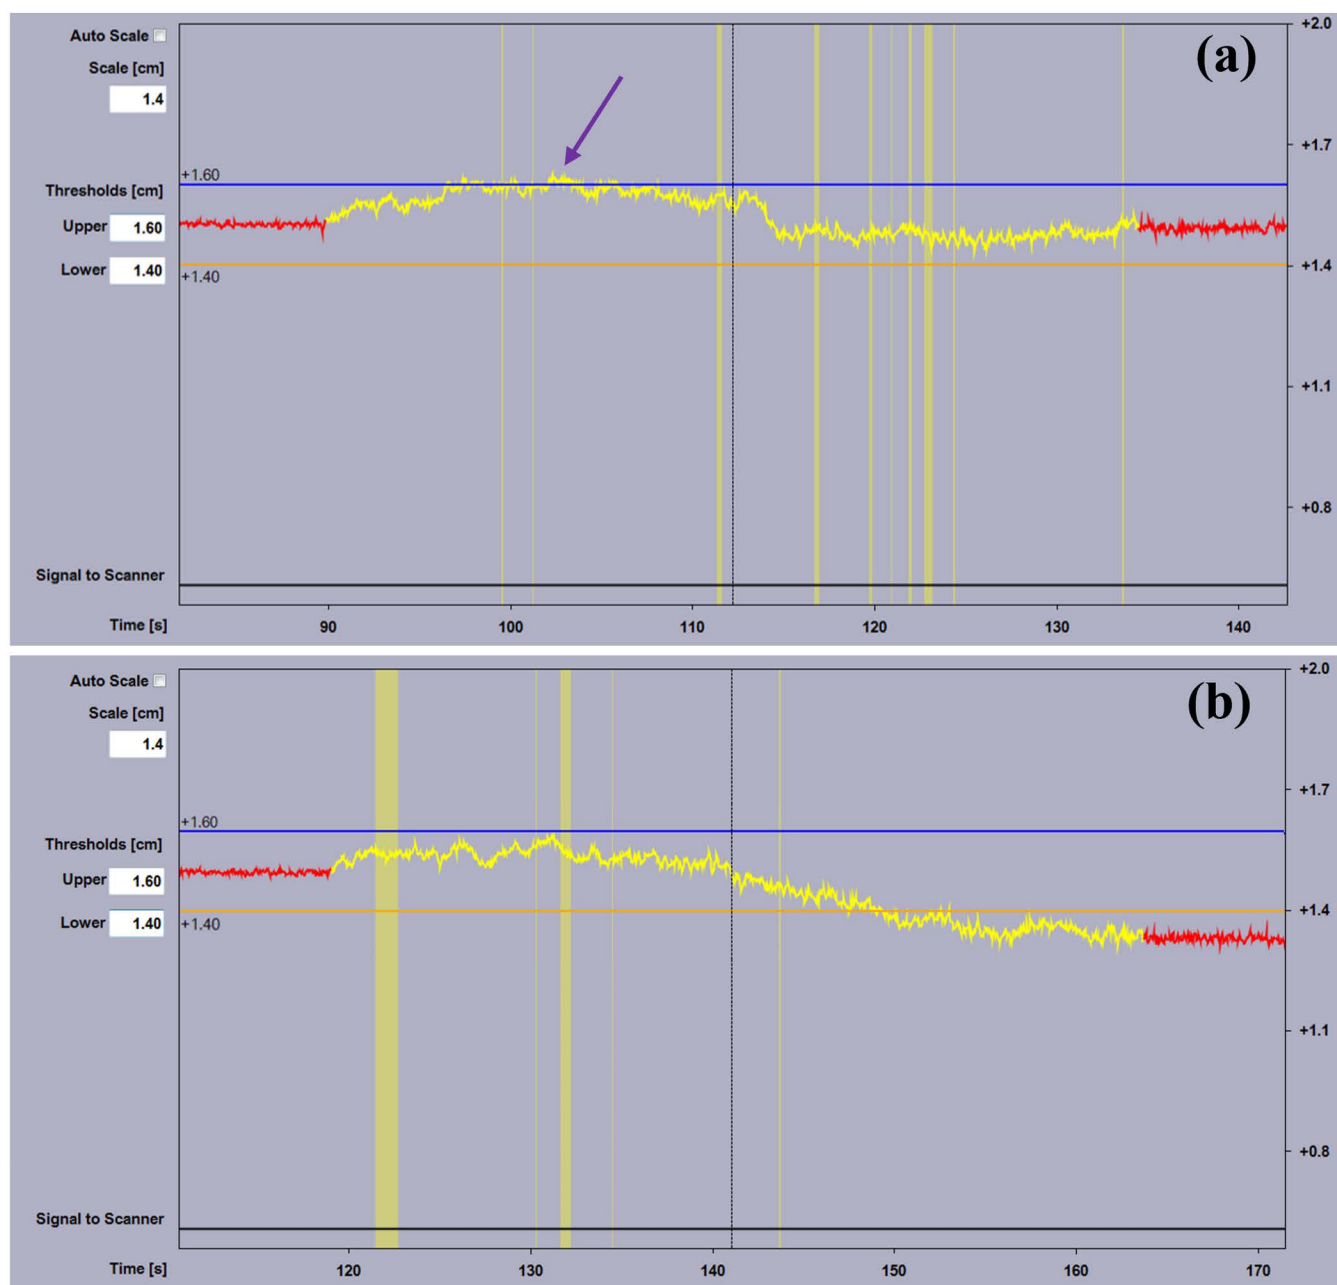 (a)
Auto Scale
Scale [cm]
1.4
Thresholds [cm]
Upper 1.60
Lower 1.40
+1.60
+1.40
+2.0
+1.7
+1.4
+1.1
+0.8
Signal to Scanner
Time [s] 90 100 110 120 130 140
(b)
Auto Scale
Scale [cm]
1.4
Thresholds [cm]
Upper 1.60
Lower 1.40
+1.60
+1.40
+2.0
+1.7
+1.4
+1.1
+0.8
Signal to Scanner
Time [s] 120 130 140 150 160 170